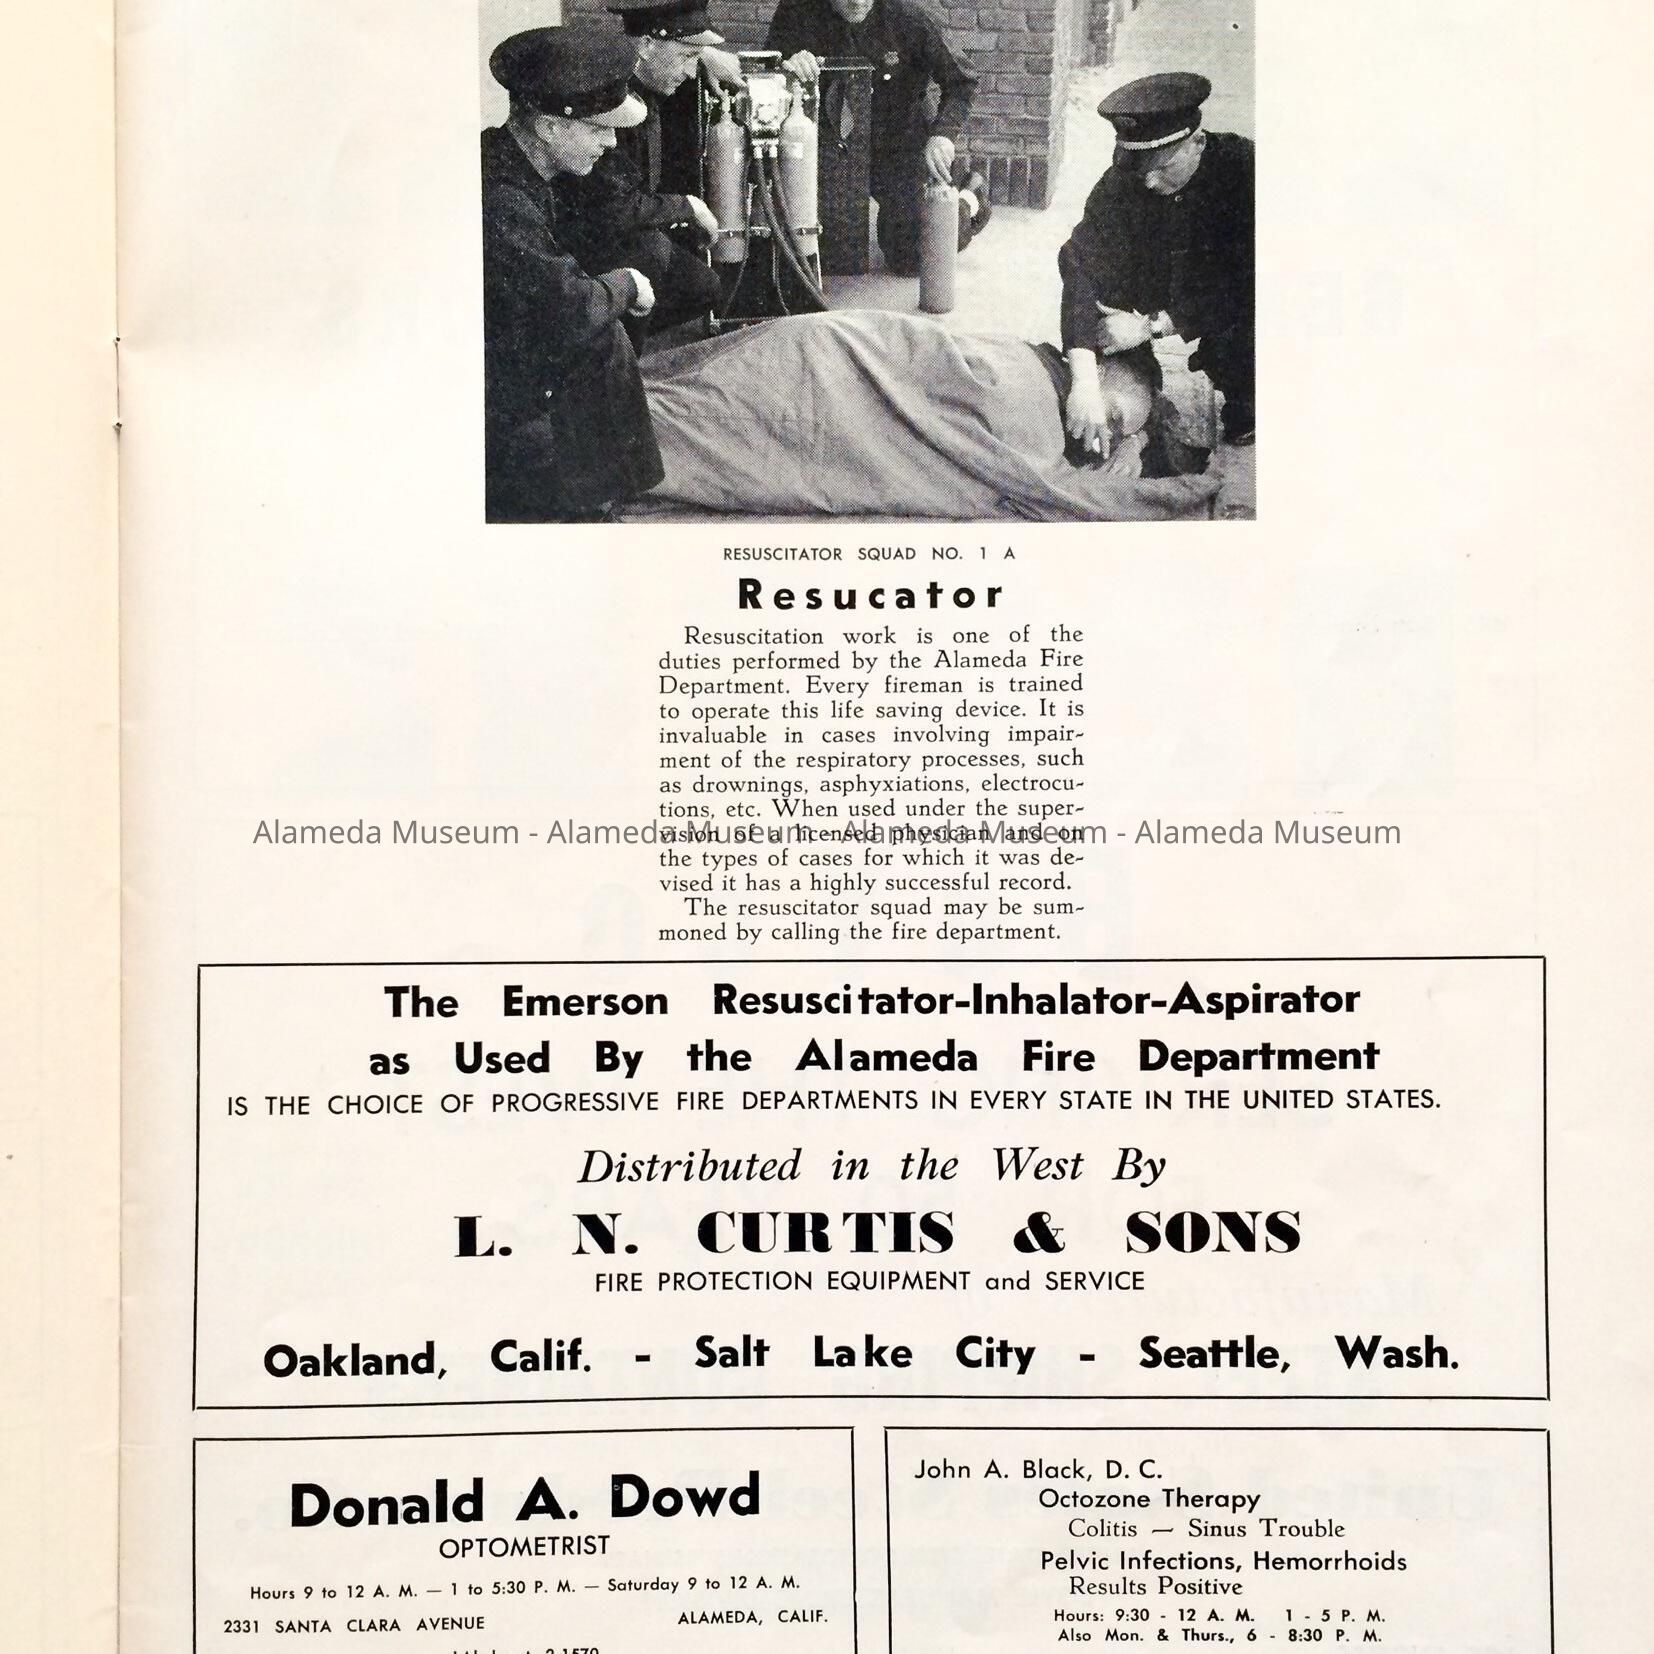 RESUSCITATOR SQUAD NO. 1 A
Resucator
Resuscitation work is one of the
duties performed by the Alameda Fire
Department. Every fireman is trained
to operate this life saving device. It is
invaluable in cases involving impair-
ment of the respiratory processes, such
as drownings, asphyxiations, electrocu-
tions, etc. When used under the super-
vision of a licensed physician and on
Alameda Museum - Alameda Museum - Alameda Museum - Alameda Museum
the types of cases for which it was de-
vised it has a highly successful record.
The resuscitator squad may be sum-
moned by calling the fire department.
The Emerson Resuscitator-Inhalator-Aspirator
as Used By the Alameda Fire Department
IS THE CHOICE OF PROGRESSIVE FIRE DEPARTMENTS IN EVERY STATE IN THE UNITED STATES.
Distributed in the West By
L. N. CURTIS & SONS
FIRE PROTECTION EQUIPMENT and SERVICE
Oakland, Calif. - Salt Lake City - Seattle, Wash.
Donald A. Dowd
OPTOMETRIST
Hours 9 to 12 A. M. — 1 to 5:30 P. M. — Saturday 9 to 12 A. M.
2331 SANTA CLARA AVENUE ALAMEDA, CALIF.
John A. Black, D. C.
Octozone Therapy
Colitis — Sinus Trouble
Pelvic Infections, Hemorrhoids
Results Positive
Hours: 9:30 - 12 A. M. 1 - 5 P. M.
Also Mon. & Thurs., 6 - 8:30 P. M.